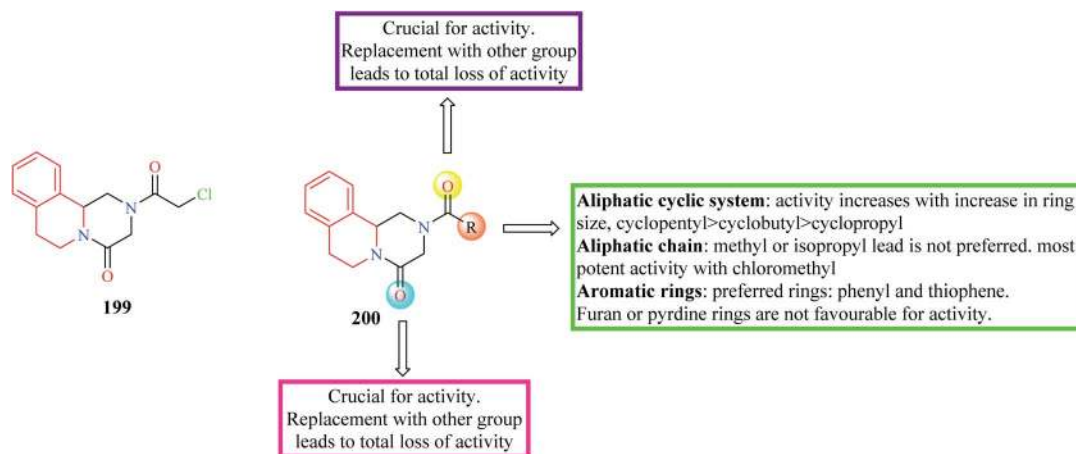 Crucial for activity.
Replacement with other group
leads to total loss of activity
O
N
Cl
N
O
199
O
N
R
N
O
200
Aliphatic cyclic system: activity increases with increase in ring
size, cyclopentyl>cyclobutyl>cyclopropyl
Aliphatic chain: methyl or isopropyl lead is not preferred. most
potent activity with chloromethyl
Aromatic rings: preferred rings: phenyl and thiophene.
Furan or pyrdine rings are not favourable for activity.
Crucial for activity.
Replacement with other group
leads to total loss of activity